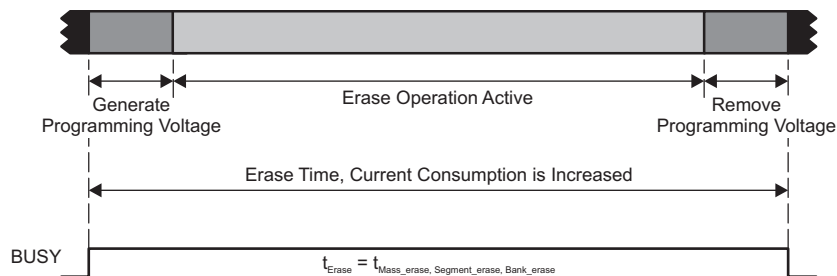 Generate
Programming Voltage
Erase Operation Active
Remove
Programming Voltage
Erase Time, Current Consumption is Increased
BUSY
tErase = tMass_erase, Segment_erase, Bank_erase